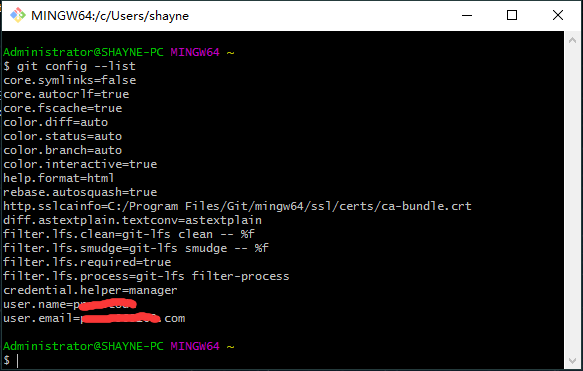 MINGW64:/c/Users/shayne
Administrator@SHAYNE-PC MINGW64 ~
$ git config --list
core.symlinks=false
core.autocrlf=true
core.fscache=true
color.diff=auto
color.status=auto
color.branch=auto
color.interactive=true
help.format=html
rebase.autosquash=true
http.sslcainfo=C:/Program Files/Git/mingw64/ssl/certs/ca-bundle.crt
diff.astextplain.textconv=astextplain
filter.lfs.clean=git-lfs clean -- %f
filter.lfs.smudge=git-lfs smudge -- %f
filter.lfs.required=true
filter.lfs.process=git-lfs filter-process
credential.helper=manager
user.name=
user.email= .com
Administrator@SHAYNE-PC MINGW64 ~
$